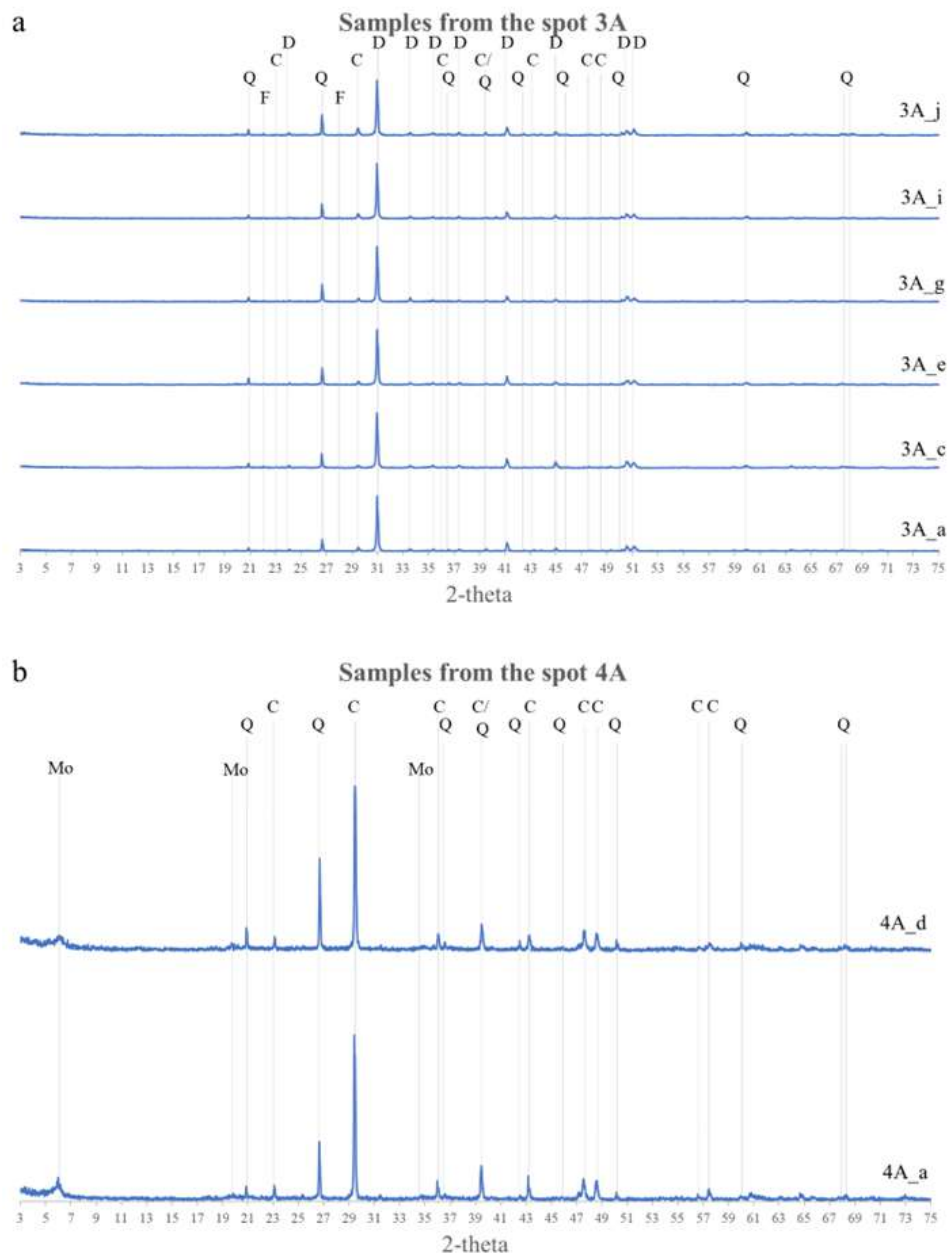 a
Samples from the spot 3A
D D D D D D D D D
C C C C/ C C C
Q Q Q Q Q Q Q Q Q
F F
3A_j
3A_i
3A_g
3A_e
3A_c
3A_a
3 5 7 9 11 13 15 17 19 21 23 25 27 29 31 33 35 37 39 41 43 45 47 49 51 53 55 57 59 61 63 65 67 69 71 73 75
2-theta
b
Samples from the spot 4A
C C C C/ C C C C C
Q Q Q Q Q Q Q Q Q
Mo Mo Mo
4A_d
4A_a
3 5 7 9 11 13 15 17 19 21 23 25 27 29 31 33 35 37 39 41 43 45 47 49 51 53 55 57 59 61 63 65 67 69 71 73 75
2-theta